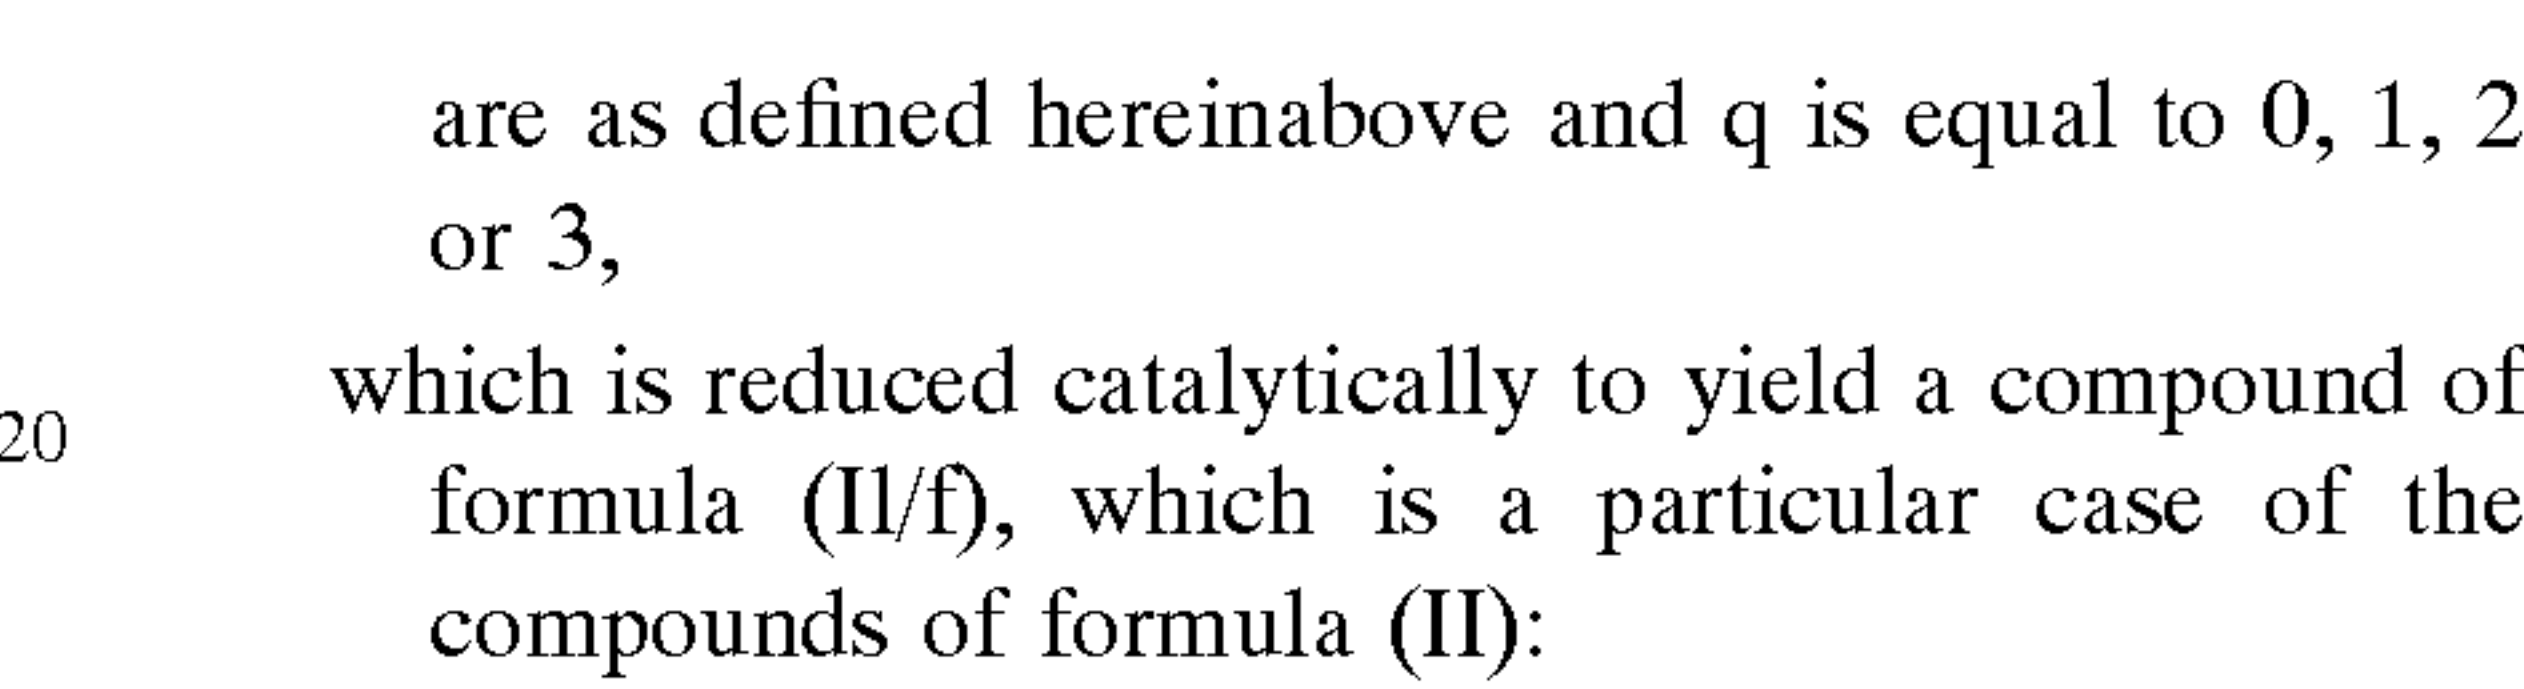 are as defined hereinabove and q is equal to 0, 1, 2
or 3,
which is reduced catalytically to yield a compound of
20
formula (Il/f), which is a particular case of the
compounds of formula (II):